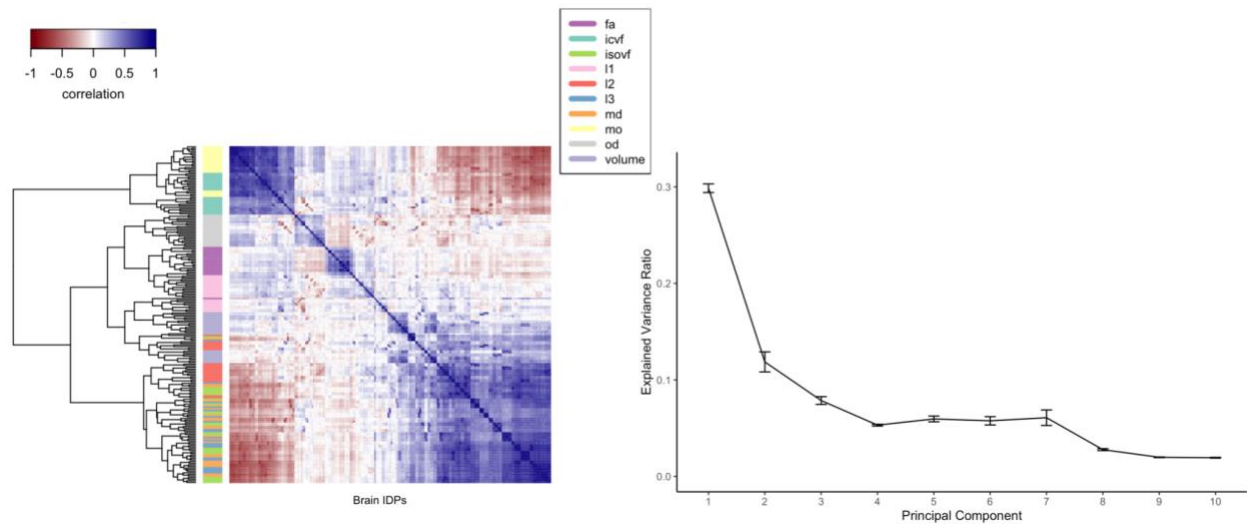 -1 -0.5 0 0.5 1
correlation
fa
icvf
isovf
l1
l2
l3
md
mo
od
volume
Brain IDPs
Explained Variance Ratio
0.3
0.2
0.1
0.0
1 2 3 4 5 6 7 8 9 10
Principal Component